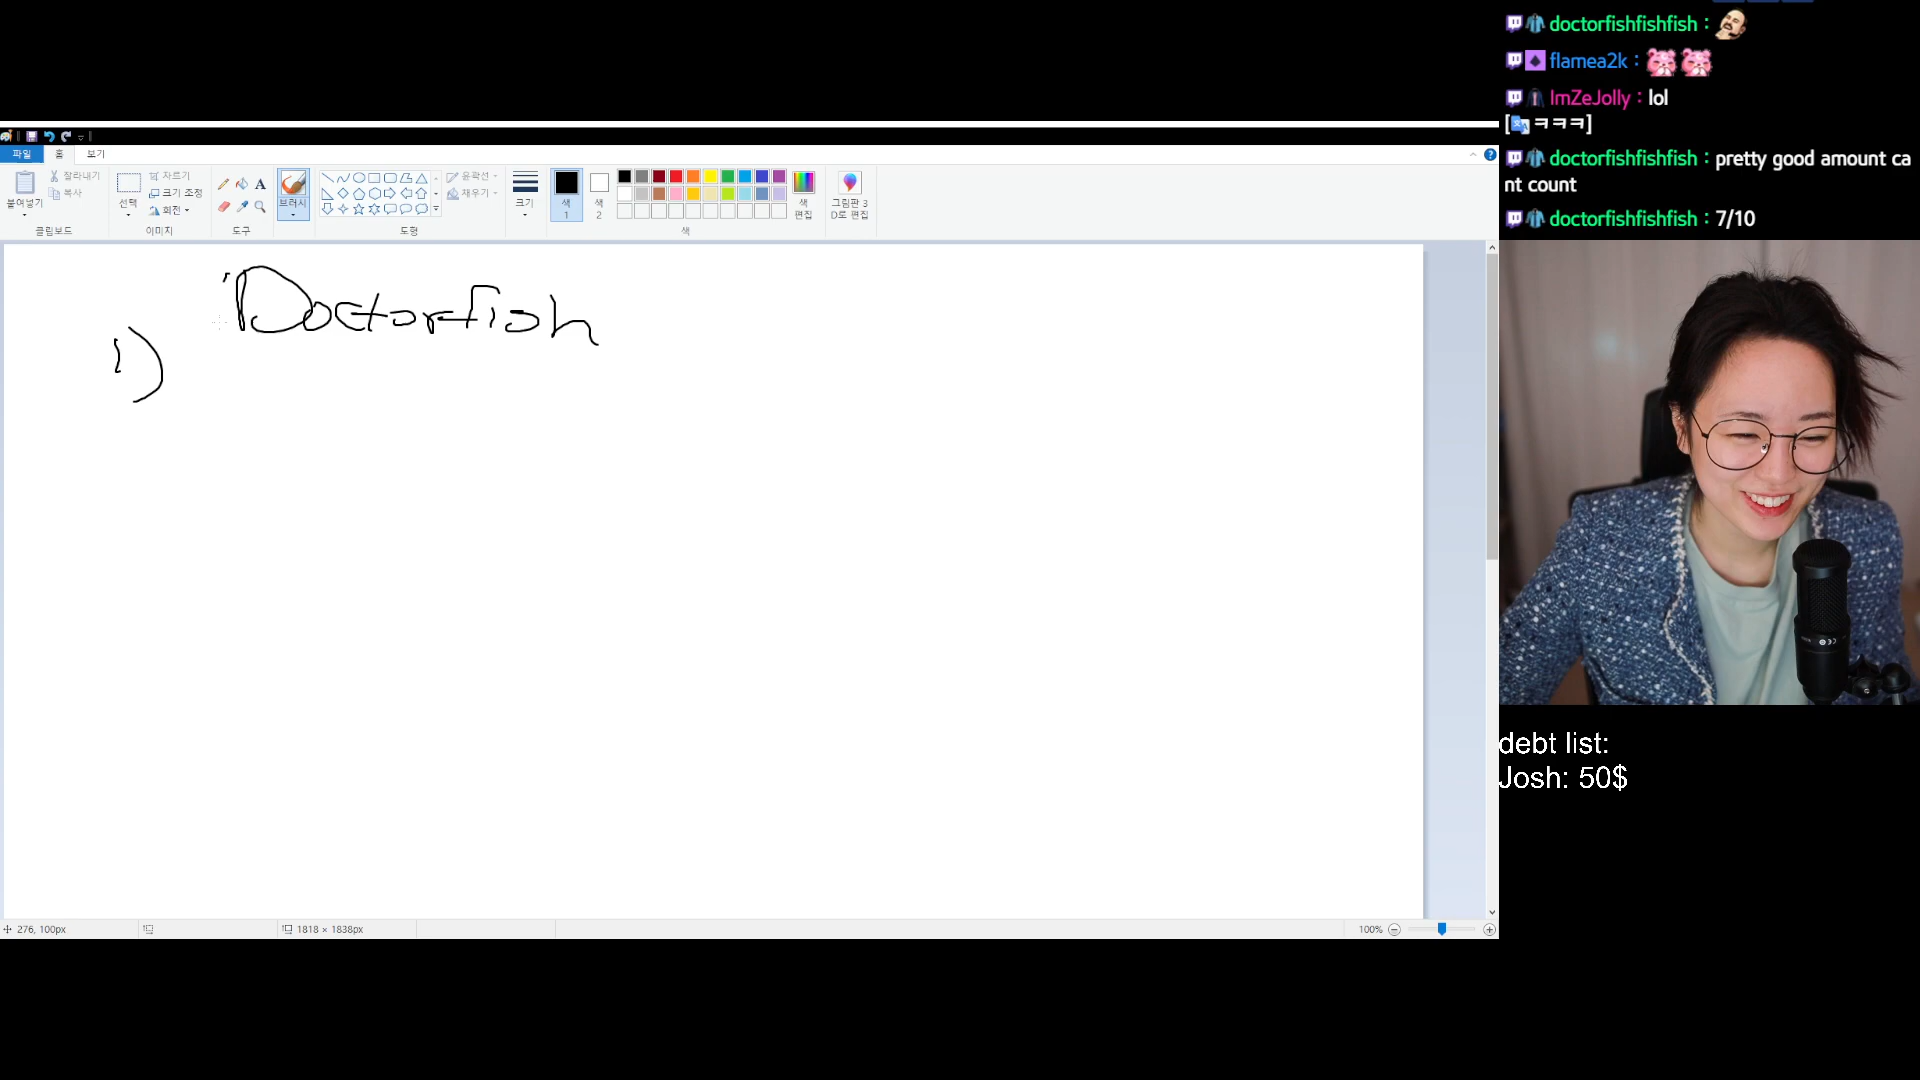 doctorfishfishfish :
flamea2k :
ImZeJolly : lol
[ㅋㅋㅋ]
doctorfishfishfish : pretty good amount ca
nt count
doctorfishfishfish : 7/10
파일 홈 보기
붙여넣기
잘라내기
복사
클립보드
선택
자르기
크기 조정
회전
이미지
A
도구
브러시
윤곽선
채우기
도형
크기
색
1
색
2
색
편집
색
그림판 3
D로 편집
Doctorfish
1)
276, 100px
1818 × 1838px
100%
debt list:
Josh: 50$